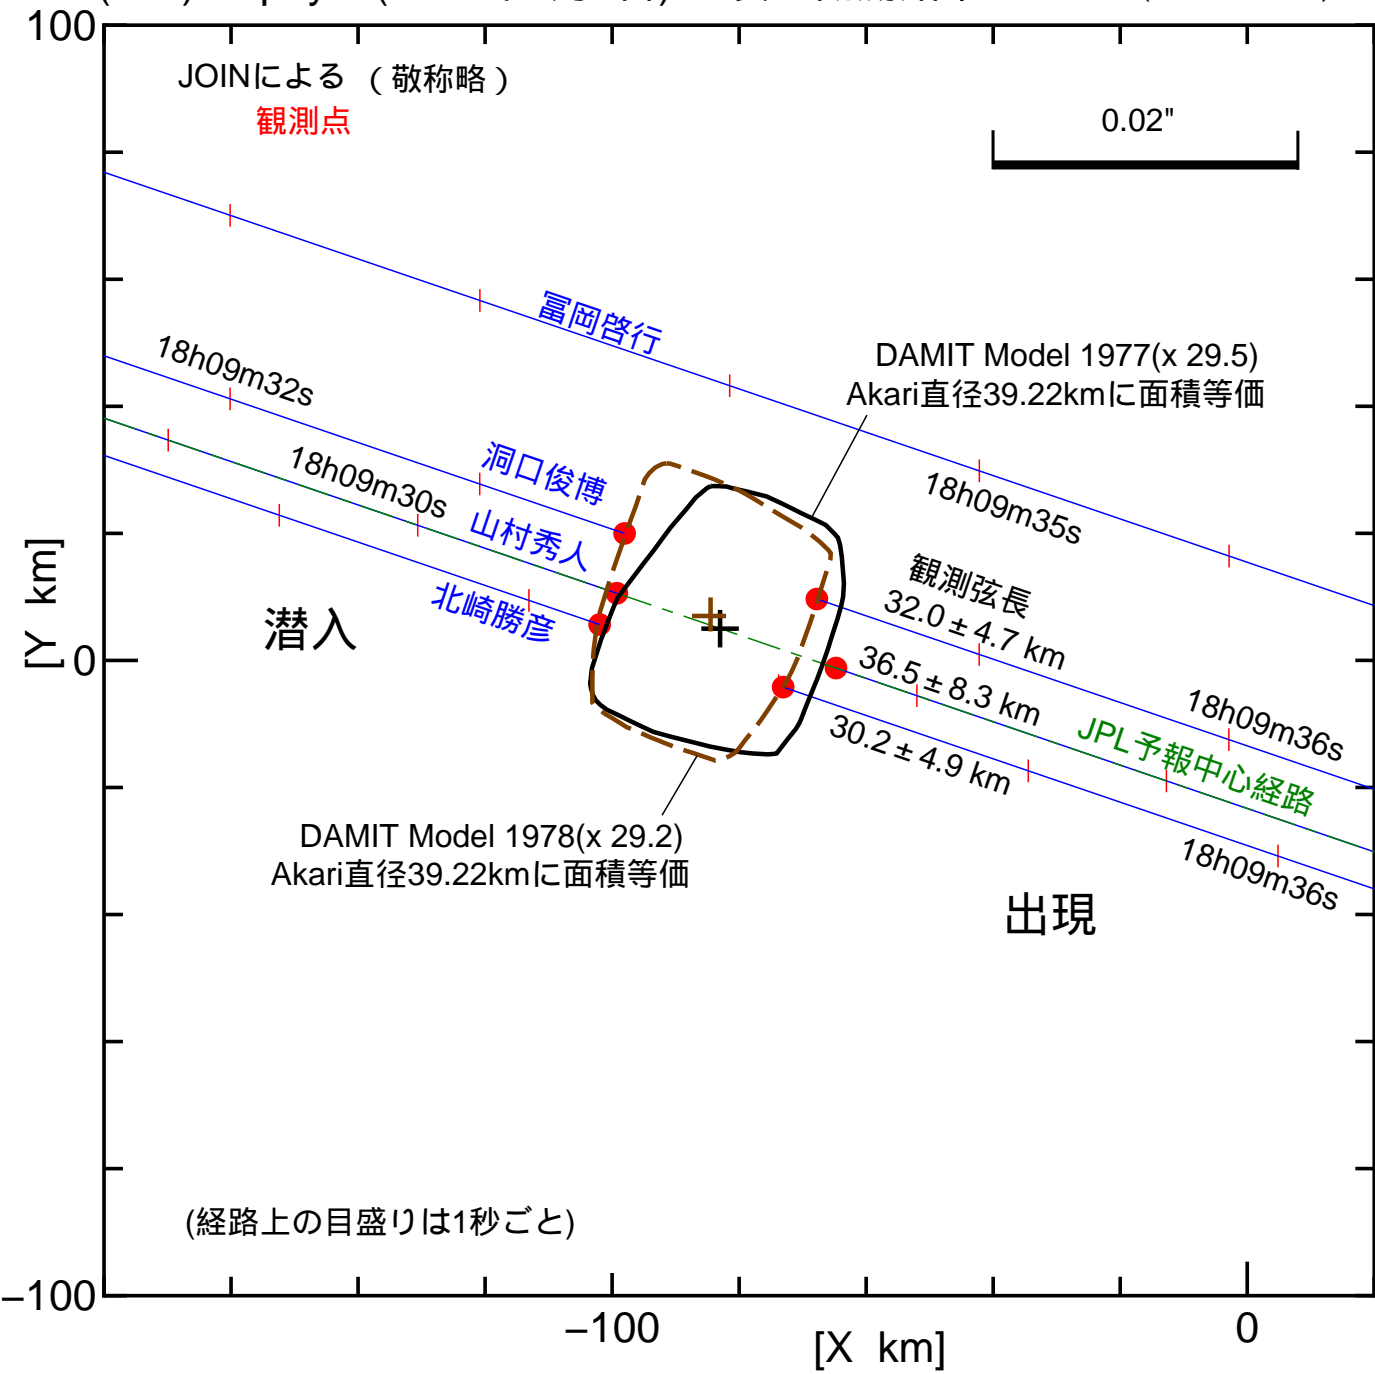 100
JOINによる （敬称略）
観測点
0.02"
冨岡啓行
18h09m32s
DAMIT Model 1977(x 29.5)
Akari直径39.22kmに面積等価
洞口俊博
18h09m30s
山村秀人
18h09m35s
北崎勝彦
観測弦長
32.0 ± 4.7 km
潜入
[Y km]
0
36.5 ± 8.3 km
18h09m36s
30.2 ± 4.9 km
JPL予報中心経路
DAMIT Model 1978(x 29.2)
Akari直径39.22kmに面積等価
18h09m36s
出現
(経路上の目盛りは1秒ごと)
−100
−100
0
[X km]